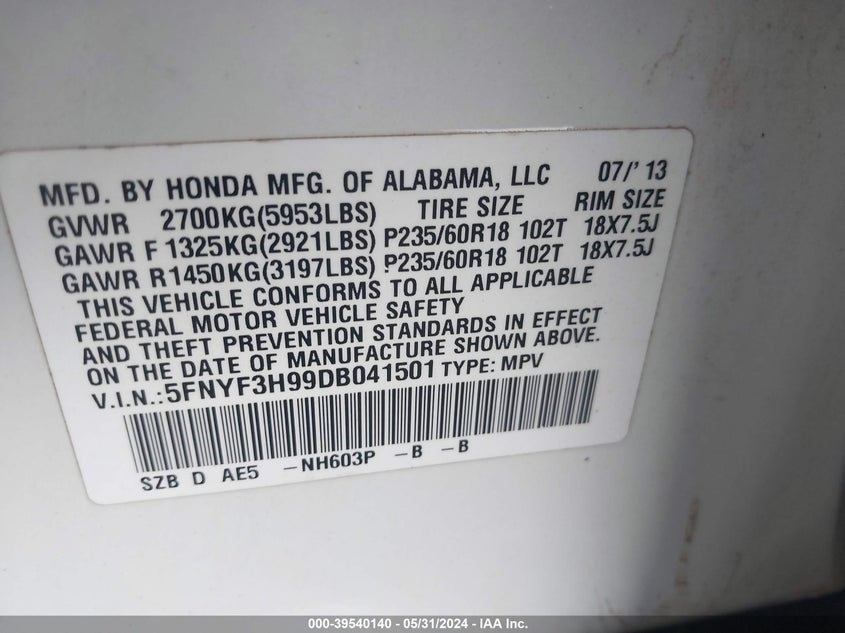 MFD. BY HONDA MFG. OF ALABAMA, LLC 07/'13
GVWR 2700KG(5953LBS) TIRE SIZE RIM SIZE
GAWR F 1325KG(2921LBS) P235/60R18 102T 18X7.5J
GAWR R1450KG(3197LBS) P235/60R18 102T 18X7.5J
THIS VEHICLE CONFORMS TO ALL APPLICABLE
FEDERAL MOTOR VEHICLE SAFETY
AND THEFT PREVENTION STANDARDS IN EFFECT
ON THE DATE OF MANUFACTURE SHOWN ABOVE.
V.I.N.:5FNYF3H99DB041501 TYPE: MPV
SZB D AE5 -NH603P -B -B
000-39540140 - 05/31/2024 - IAA Inc.